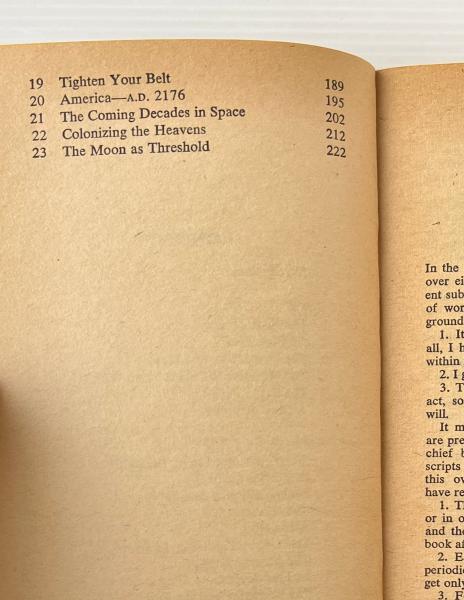 19 Tighten Your Belt 189
20 America—A.D. 2176 195
21 The Coming Decades in Space 202
22 Colonizing the Heavens 212
23 The Moon as Threshold 222
In the
over ei
ent sub
of wor
ground
1. It
all, I h
within
2. I g
3. T
act, so
will.
It m
are pre
chief b
scripts
this ov
have re
1. T
or in o
and the
book af
2. E
periodi
get only
3. F